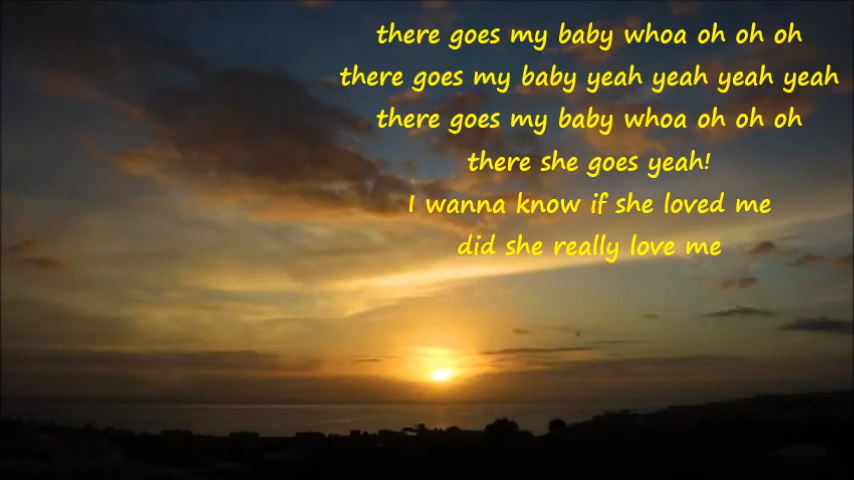 there goes my baby whoa oh oh oh
there goes my baby yeah yeah yeah yeah
there goes my baby whoa oh oh oh
there she goes yeah!
I wanna know if she loved me
did she really love me